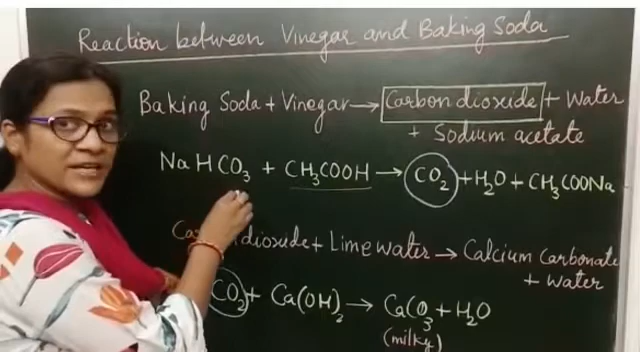 Reaction between Vinegar and Baking Soda
Baking Soda + Vinegar → Carbon dioxide + Water
+ Sodium acetate
NaHCO₃ + CH₃COOH → CO₂ + H₂O + CH₃COONa
dioxide + Lime water → Calcium Carbonate
+ water
CO₂ + Ca(OH)₂ → CaCO₃ + H₂O
(milky)